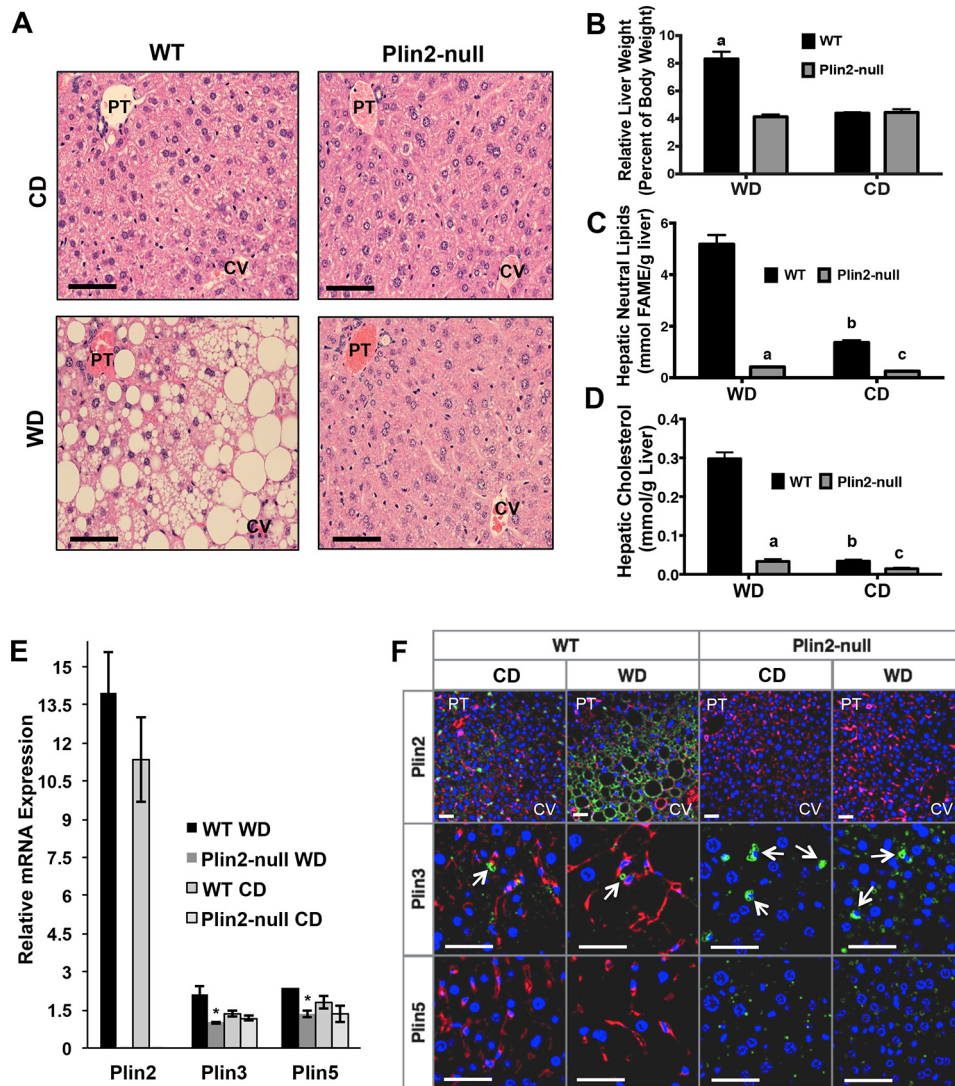 A
WT
Plin2-null
CD
PT
CV
PT
CV
WD
PT
CV
PT
CV
B
Relative Liver Weight
(Percent of Body Weight)
10
8
6
4
2
0
a
WT
Plin2-null
WD
CD
C
Hepatic Neutral Lipids
(mmol FAME/g liver)
6
4
2
0
WT
Plin2-null
a
b
c
WD
CD
D
Hepatic Cholesterol
(mmol/g Liver)
0.4
0.3
0.2
0.1
0.0
WT
Plin2-null
a
b
c
WD
CD
E
Relative mRNA Expression
15
13.5
12
10.5
9
7.5
6
4.5
3
1.5
0
WT WD
Plin2-null WD
WT CD
Plin2-null CD
*
*
Plin2
Plin3
Plin5
F
WT
Plin2-null
CD
WD
CD
WD
Plin2
PT
CV
PT
CV
PT
CV
PT
CV
Plin3
Plin5